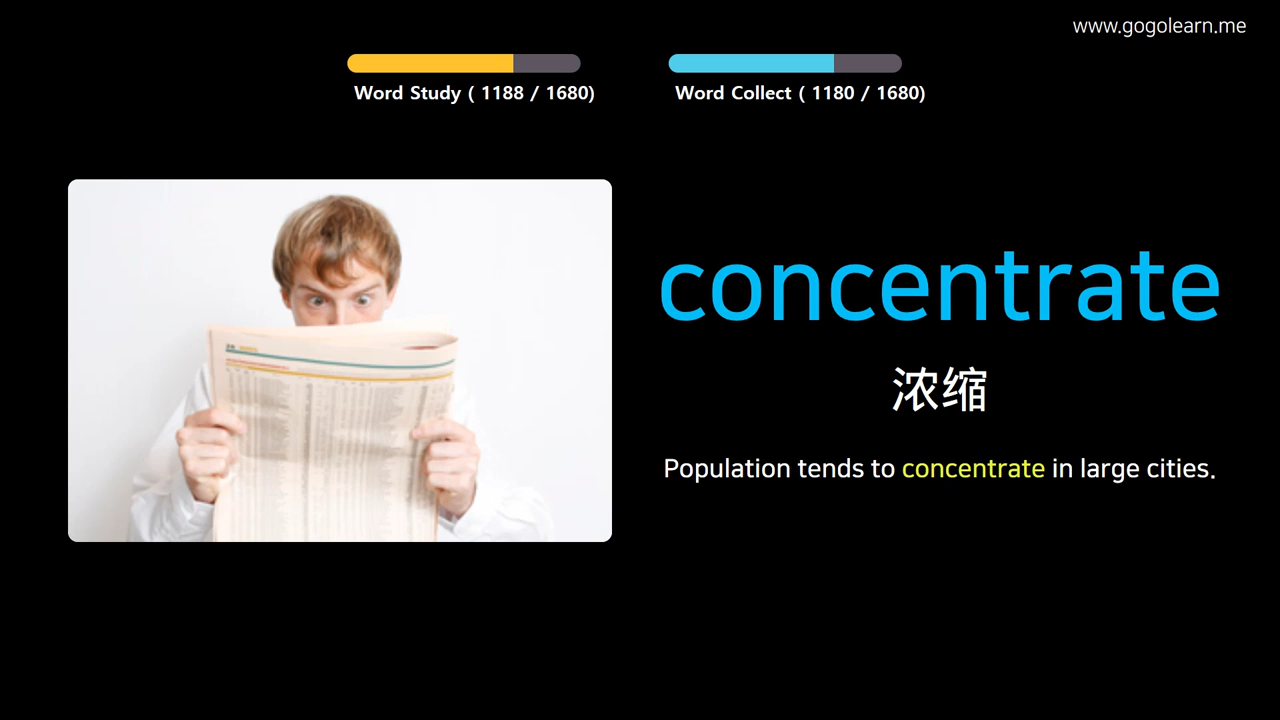 www.gogolearn.me
Word Study ( 1188 / 1680)
Word Collect ( 1180 / 1680)
concentrate
浓缩
Population tends to concentrate in large cities.